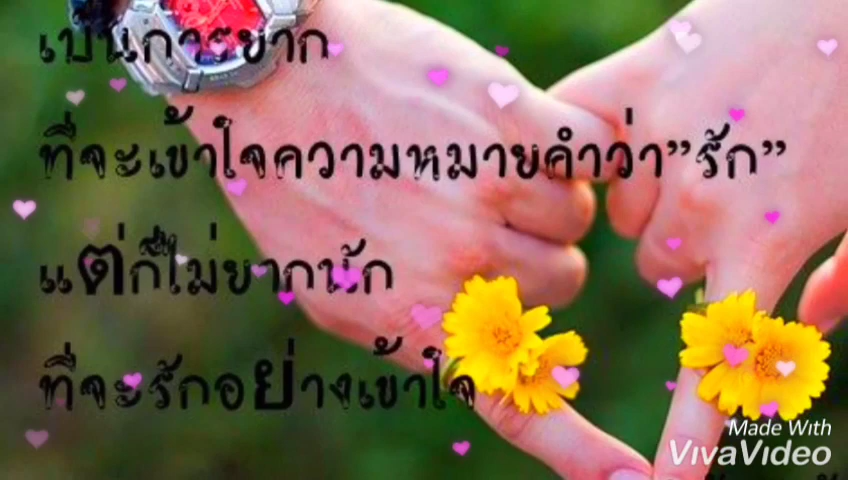 เป็นการยาก
ที่จะเข้าใจความหมายคำว่า"รัก"
แต่ก็ไม่ยากนัก
ที่จะรักอย่างเข้าใจ
Made With
VivaVideo